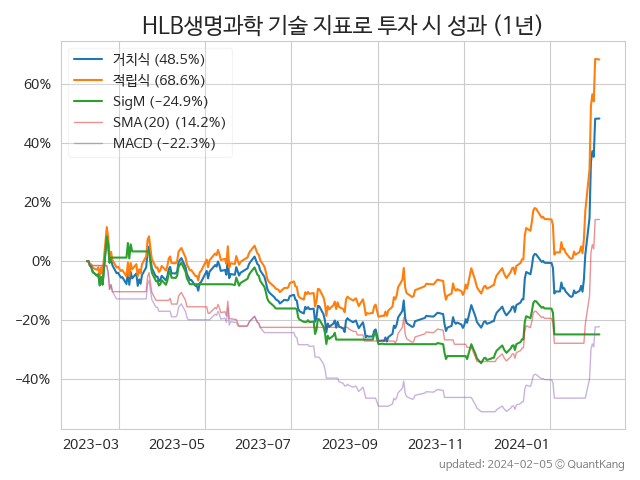 HLB생명과학 기술 지표로 투자 시 성과 (1년)
거치식 (48.5%)
적립식 (68.6%)
SigM (−24.9%)
SMA(20) (14.2%)
MACD (−22.3%)
60%
40%
20%
0%
−20%
−40%
2023-03 2023-05 2023-07 2023-09 2023-11 2024-01
updated: 2024-02-05 © QuantKang